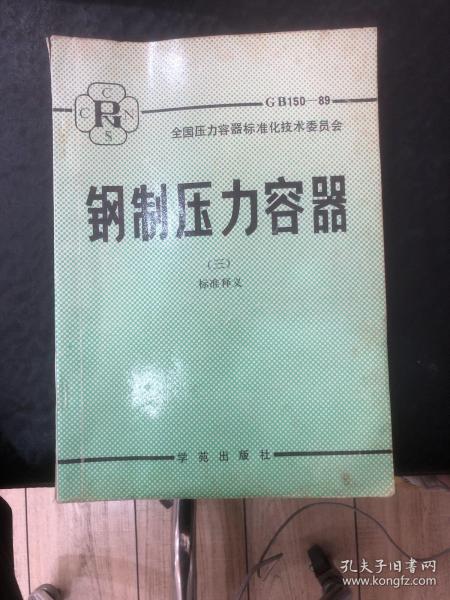 C
C PN N
S
GB150—89
全国压力容器标准化技术委员会
钢制压力容器
(三)
标准释义
学苑出版社
孔夫子旧书网
www.kongfz.com